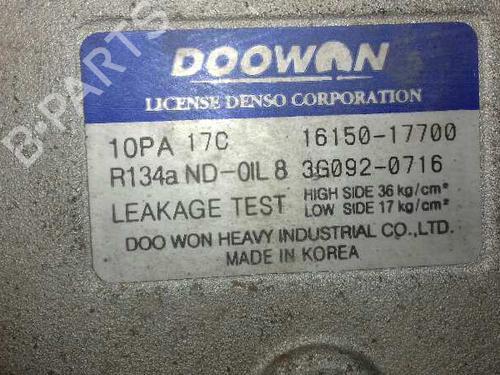 DOOWON
LICENSE DENSO CORPORATION
10PA 17C 16150-17700
R134a ND-OIL 8 3G092-0716
LEAKAGE TEST HIGH SIDE 36 kg/cm²
LOW SIDE 17 kg/cm²
DOO WON HEAVY INDUSTRIAL CO.,LTD.
MADE IN KOREA
B-PARTS